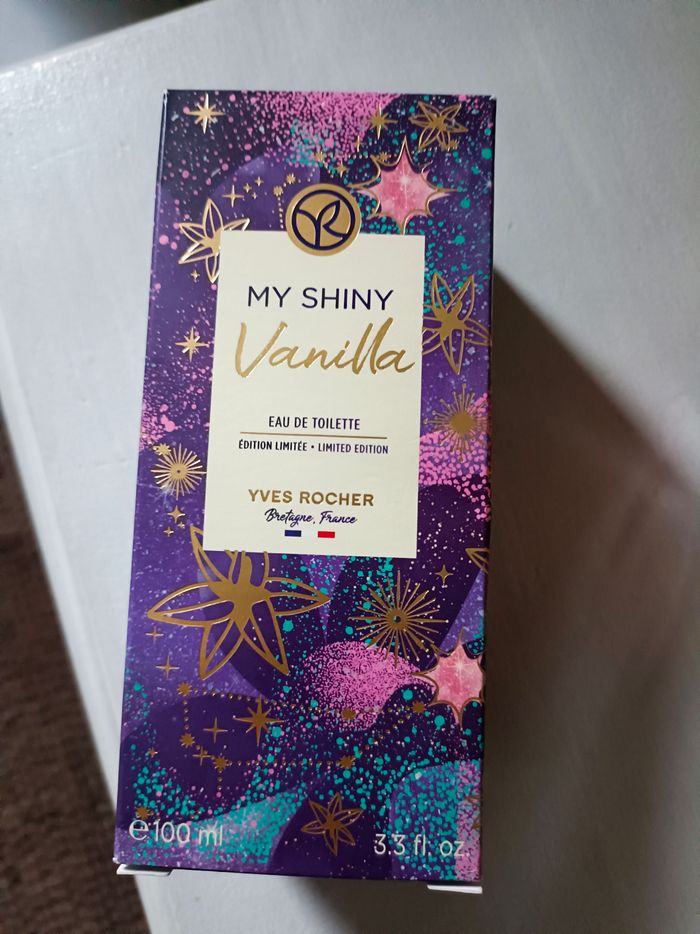 MY SHINY
Vanilla
EAU DE TOILETTE
ÉDITION LIMITÉE • LIMITED EDITION
YVES ROCHER
Bretagne, France
℮ 100 ml
3.3 fl. oz.